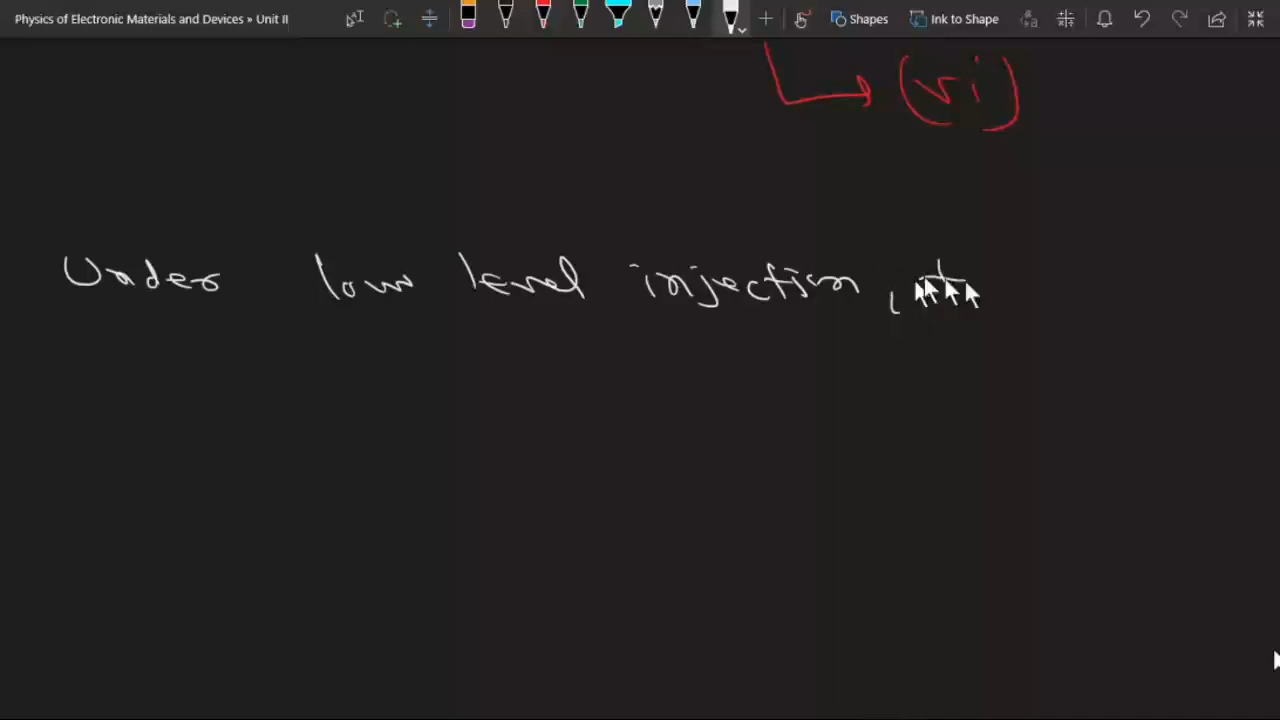 Physics of Electronic Materials and Devices » Unit II
Shapes
Ink to Shape
(vi)
Under low level injection,